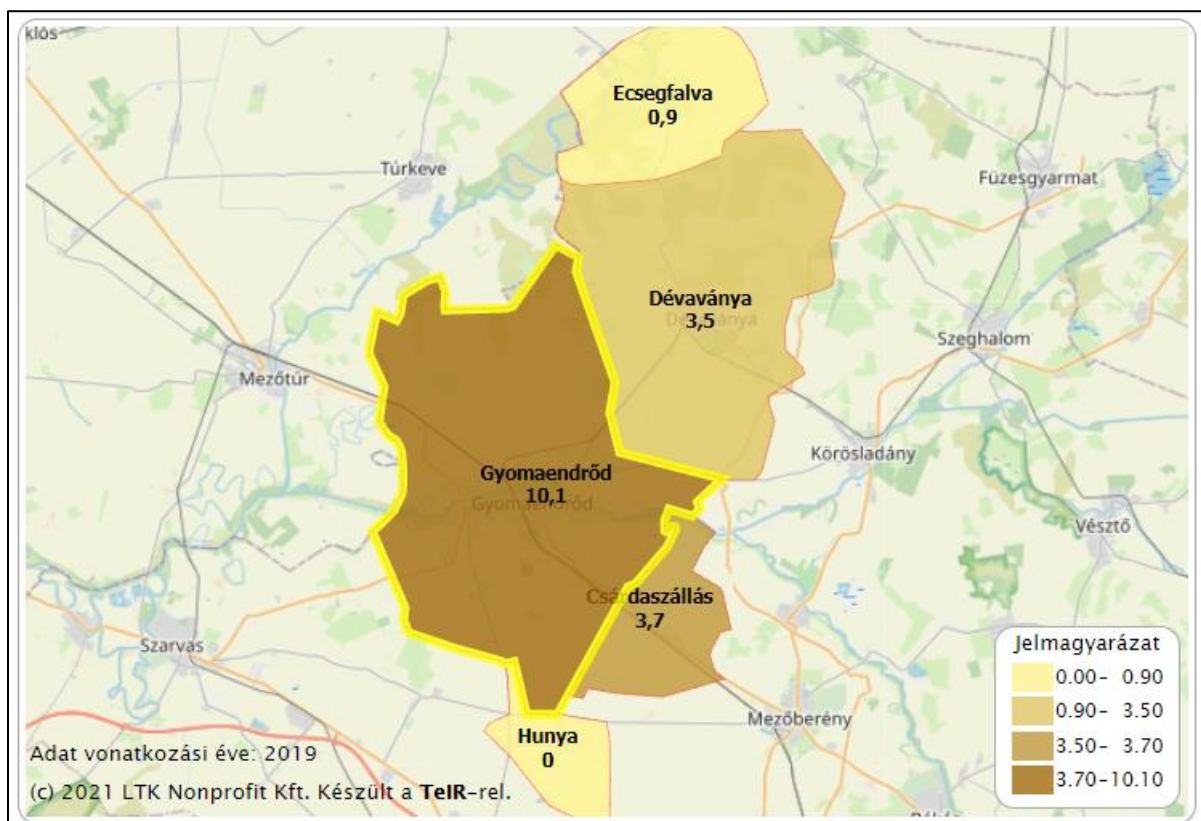 klós
Ecsegfalva
0,9
Túrkeve
Füzesgyarmat
Dévaványa
3,5
Dévaványa
Szeghalom
Mezőtúr
Körösladány
Gyomaendrőd
10,1
Gyomaendrőd
Vésztő
Csárdaszállás
3,7
Szarvas
Mezőberény
Hunya
0
Jelmagyarázat
0.00- 0.90
0.90- 3.50
3.50- 3.70
3.70-10.10
Adat vonatkozási éve: 2019
(c) 2021 LTK Nonprofit Kft. Készült a TeIR-rel.